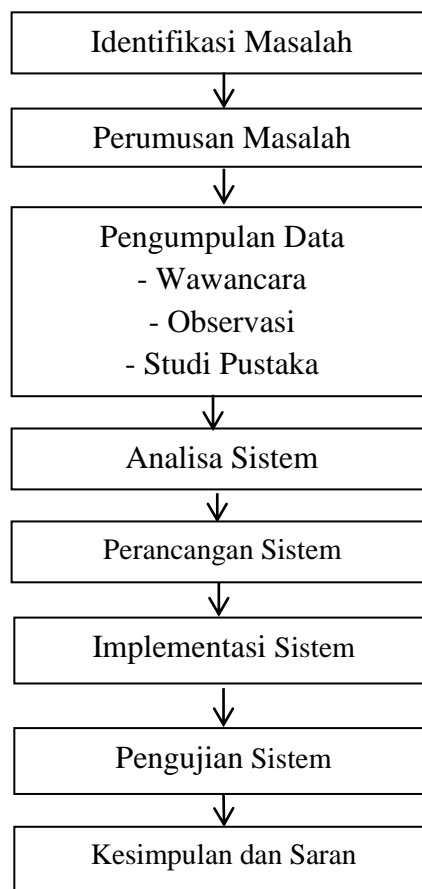 Identifikasi Masalah
Perumusan Masalah
Pengumpulan Data
- Wawancara
- Observasi
- Studi Pustaka
Analisa Sistem
Perancangan Sistem
Implementasi Sistem
Pengujian Sistem
Kesimpulan dan Saran